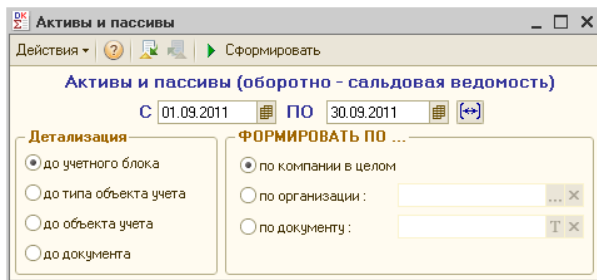 Активы и пассивы
Действия Сформировать
Активы и пассивы (оборотно - сальдовая ведомость)
С 01.09.2011 ПО 30.09.2011
Детализация
до учетного блока
до типа объекта учета
до объекта учета
до документа
ФОРМИРОВАТЬ ПО ...
по компании в целом
по организации : ...
по документу : T